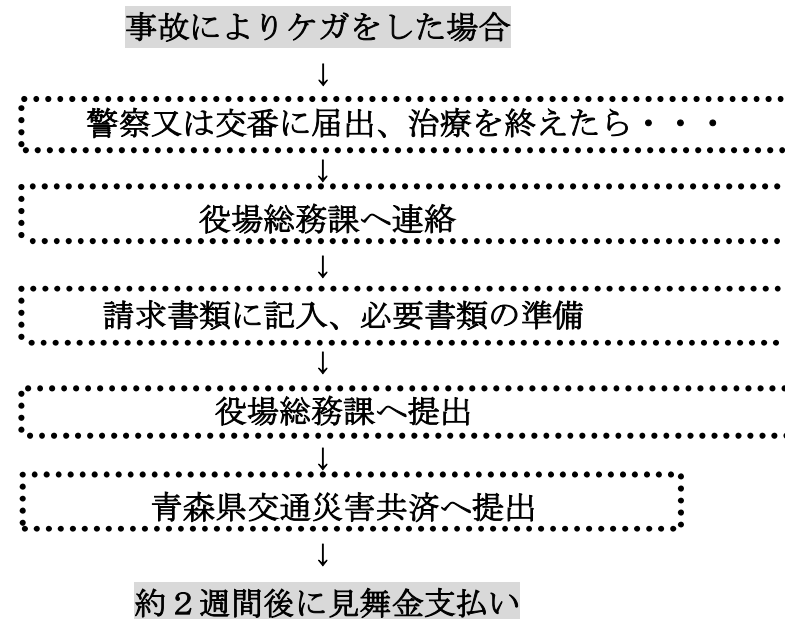 事故によりケガをした場合
↓
警察又は交番に届出、治療を終えたら・・・
↓
役場総務課へ連絡
↓
請求書類に記入、必要書類の準備
↓
役場総務課へ提出
↓
青森県交通災害共済へ提出
↓
約２週間後に見舞金支払い